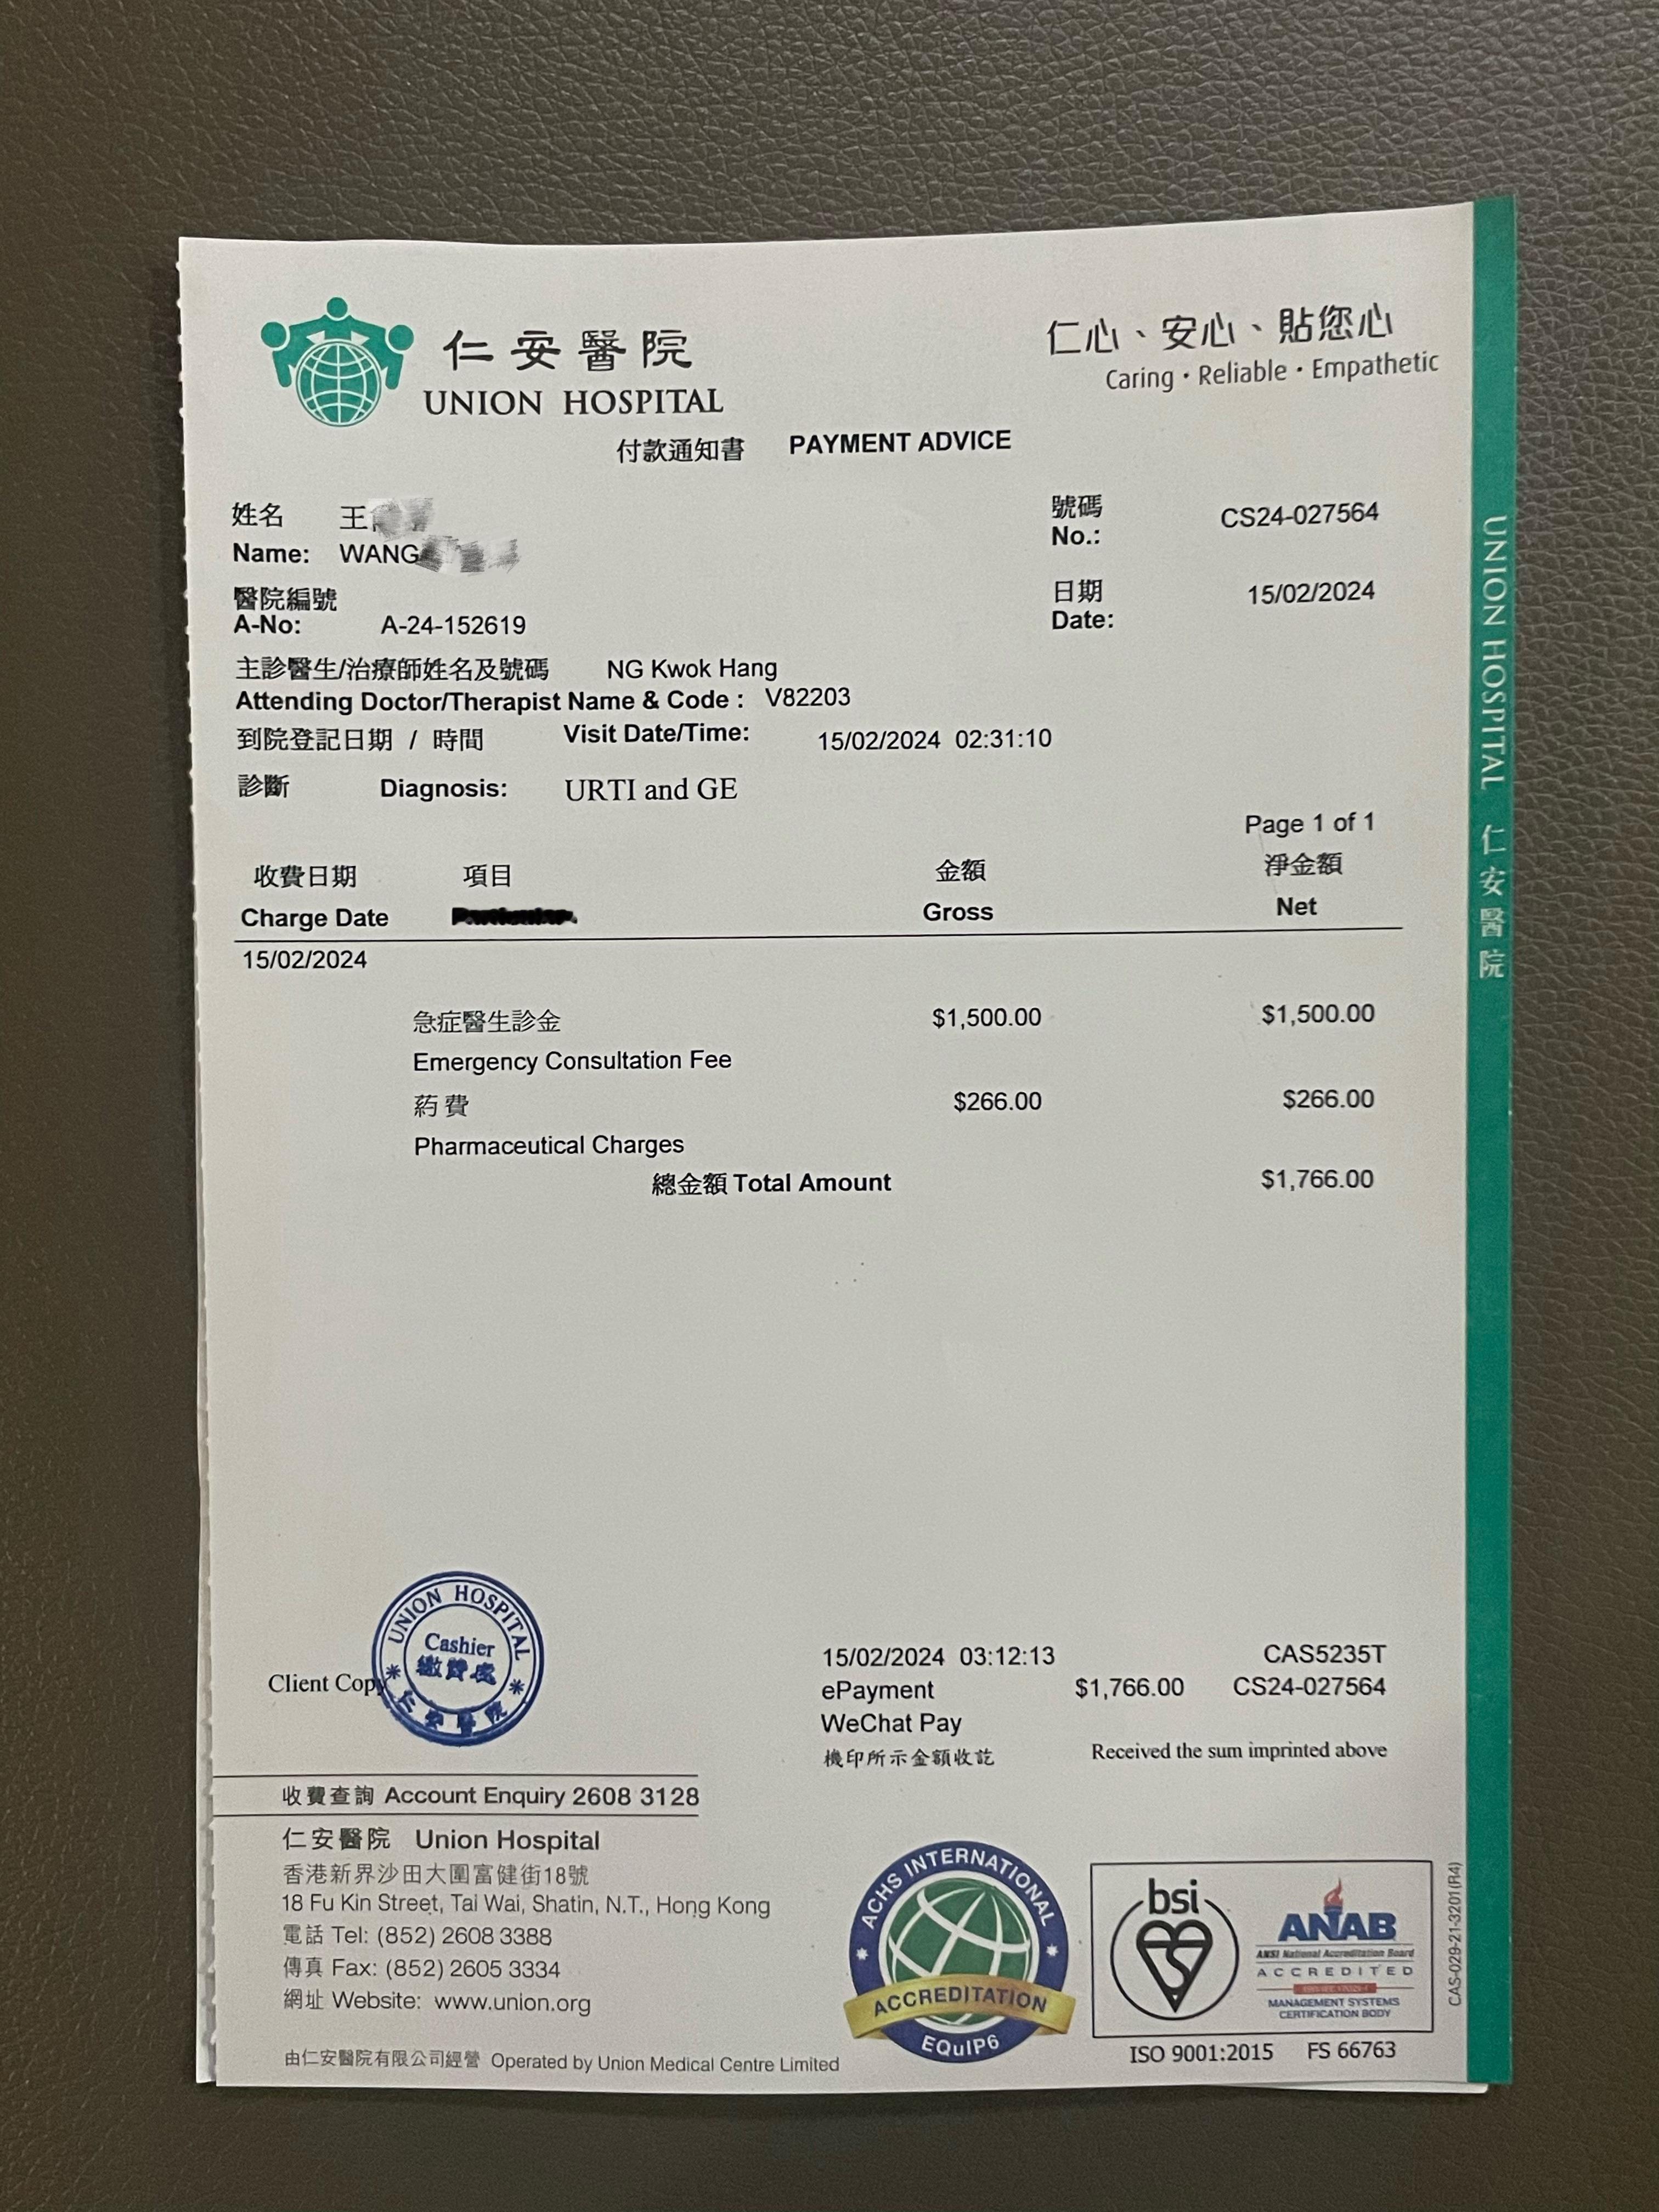 仁安醫院
UNION HOSPITAL
仁心、安心、貼您心
Caring · Reliable · Empathetic
付款通知書 PAYMENT ADVICE
姓名 王
Name: WANG
號碼 CS24-027564
No.:
醫院編號
A-No: A-24-152619
日期 15/02/2024
Date:
主診醫生/治療師姓名及號碼 NG Kwok Hang
Attending Doctor/Therapist Name & Code : V82203
到院登記日期 / 時間 Visit Date/Time: 15/02/2024 02:31:10
診斷 Diagnosis: URTI and GE
Page 1 of 1
收費日期 項目 金額 淨金額
Charge Date Particular Gross Net
15/02/2024
急症醫生診金 $1,500.00 $1,500.00
Emergency Consultation Fee
葯費 $266.00 $266.00
Pharmaceutical Charges
總金額 Total Amount $1,766.00
UNION HOSPITAL
Cashier
繳費處
仁安醫院
Client Copy
15/02/2024 03:12:13 CAS5235T
ePayment $1,766.00 CS24-027564
WeChat Pay
機印所示金額收訖 Received the sum imprinted above
收費查詢 Account Enquiry 2608 3128
仁安醫院 Union Hospital
香港新界沙田大圍富健街18號
18 Fu Kin Street, Tai Wai, Shatin, N.T., Hong Kong
電話 Tel: (852) 2608 3388
傳真 Fax: (852) 2605 3334
網址 Website: www.union.org
由仁安醫院有限公司經營 Operated by Union Medical Centre Limited
ACHS INTERNATIONAL
ACCREDITATION
EQuIP6
bsi
ANAB
ANSI National Accreditation Board
ACCREDITED
MANAGEMENT SYSTEMS
CERTIFICATION BODY
ISO 9001:2015 FS 66763
CAS-029-21-3201(R4)
UNION HOSPITAL 仁安醫院